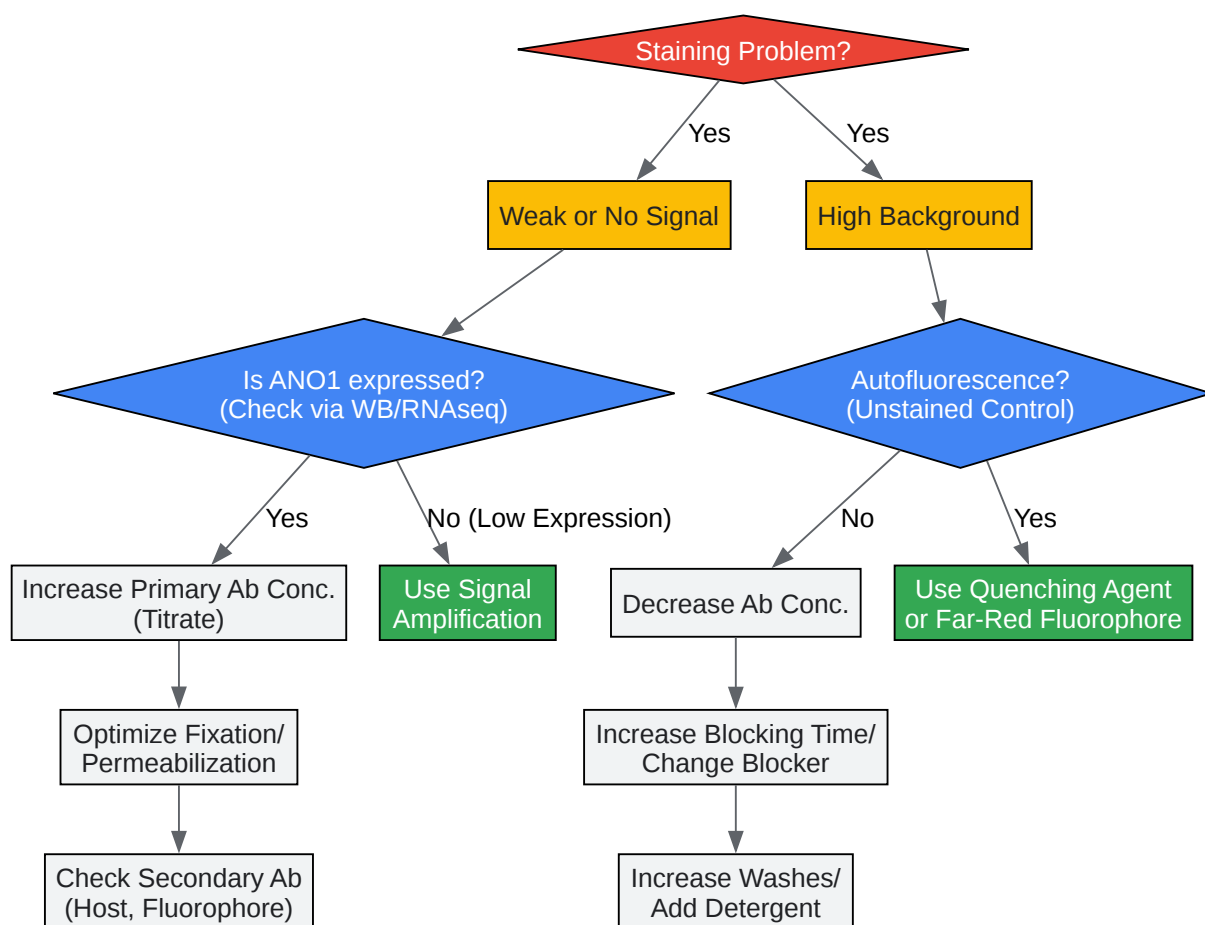 Staining Problem?
Yes
Yes
Weak or No Signal
High Background
Is ANO1 expressed?
(Check via WB/RNAseq)
Autofluorescence?
(Unstained Control)
Yes
No (Low Expression)
No
Yes
Increase Primary Ab Conc.
(Titrate)
Use Signal
Amplification
Decrease Ab Conc.
Use Quenching Agent
or Far-Red Fluorophore
Optimize Fixation/
Permeabilization
Increase Blocking Time/
Change Blocker
Check Secondary Ab
(Host, Fluorophore)
Increase Washes/
Add Detergent